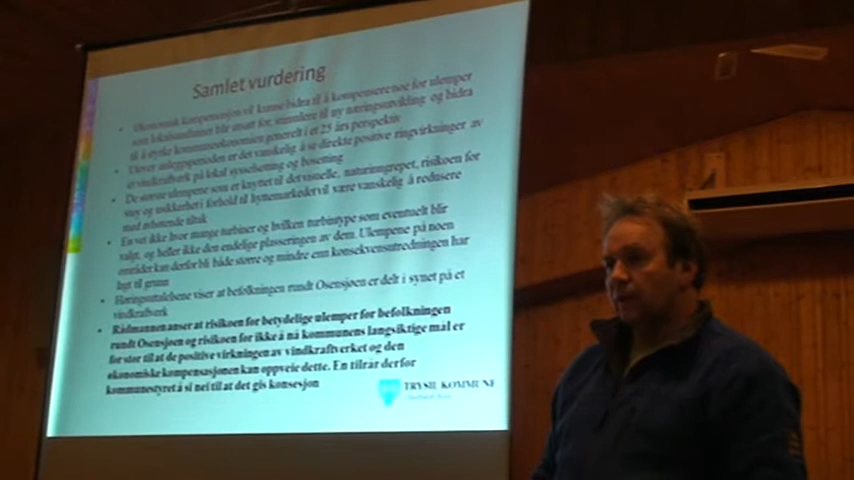 Samlet vurdering
Økonomisk kompensasjon vil kunne bidra til å kompensere noe for ulemper
som lokalsamfunnet blir utsatt for, stimulere til ny næringsutvikling og bidra
til å styrke kommuneøkonomien generelt i et 25 års perspektiv
Utover anleggsperioden er det vanskelig å se direkte positive ringvirkninger av
et vindkraftverk på lokal sysselsetting og bosetting
De største ulempene som er knyttet til det visuelle, naturinngrepet, risikoen for
støy og usikkerhet i forhold til hyttemarkedet vil være vanskelig å redusere
med avbøtende tiltak
En vet ikke hvor mange turbiner og hvilken turbintype som eventuelt blir
valgt, og heller ikke den endelige plasseringen av dem. Ulempene på noen
områder kan derfor bli både større og mindre enn konsekvensutredningen har
lagt til grunn
Høringsuttalelsene viser at befolkningen rundt Osensjøen er delt i synet på et
vindkraftverk
Rådmannen anser at risikoen for betydelige ulemper for befolkningen
rundt Osensjøen og risikoen for ikke å nå kommunens langsiktige mål er
for stor til at de positive virkningen av vindkraftverket og den
økonomiske kompensasjonen kan oppveie dette. En tilrår derfor
kommunestyret å si nei til at det gis konsesjon
TRYSIL KOMMUNE